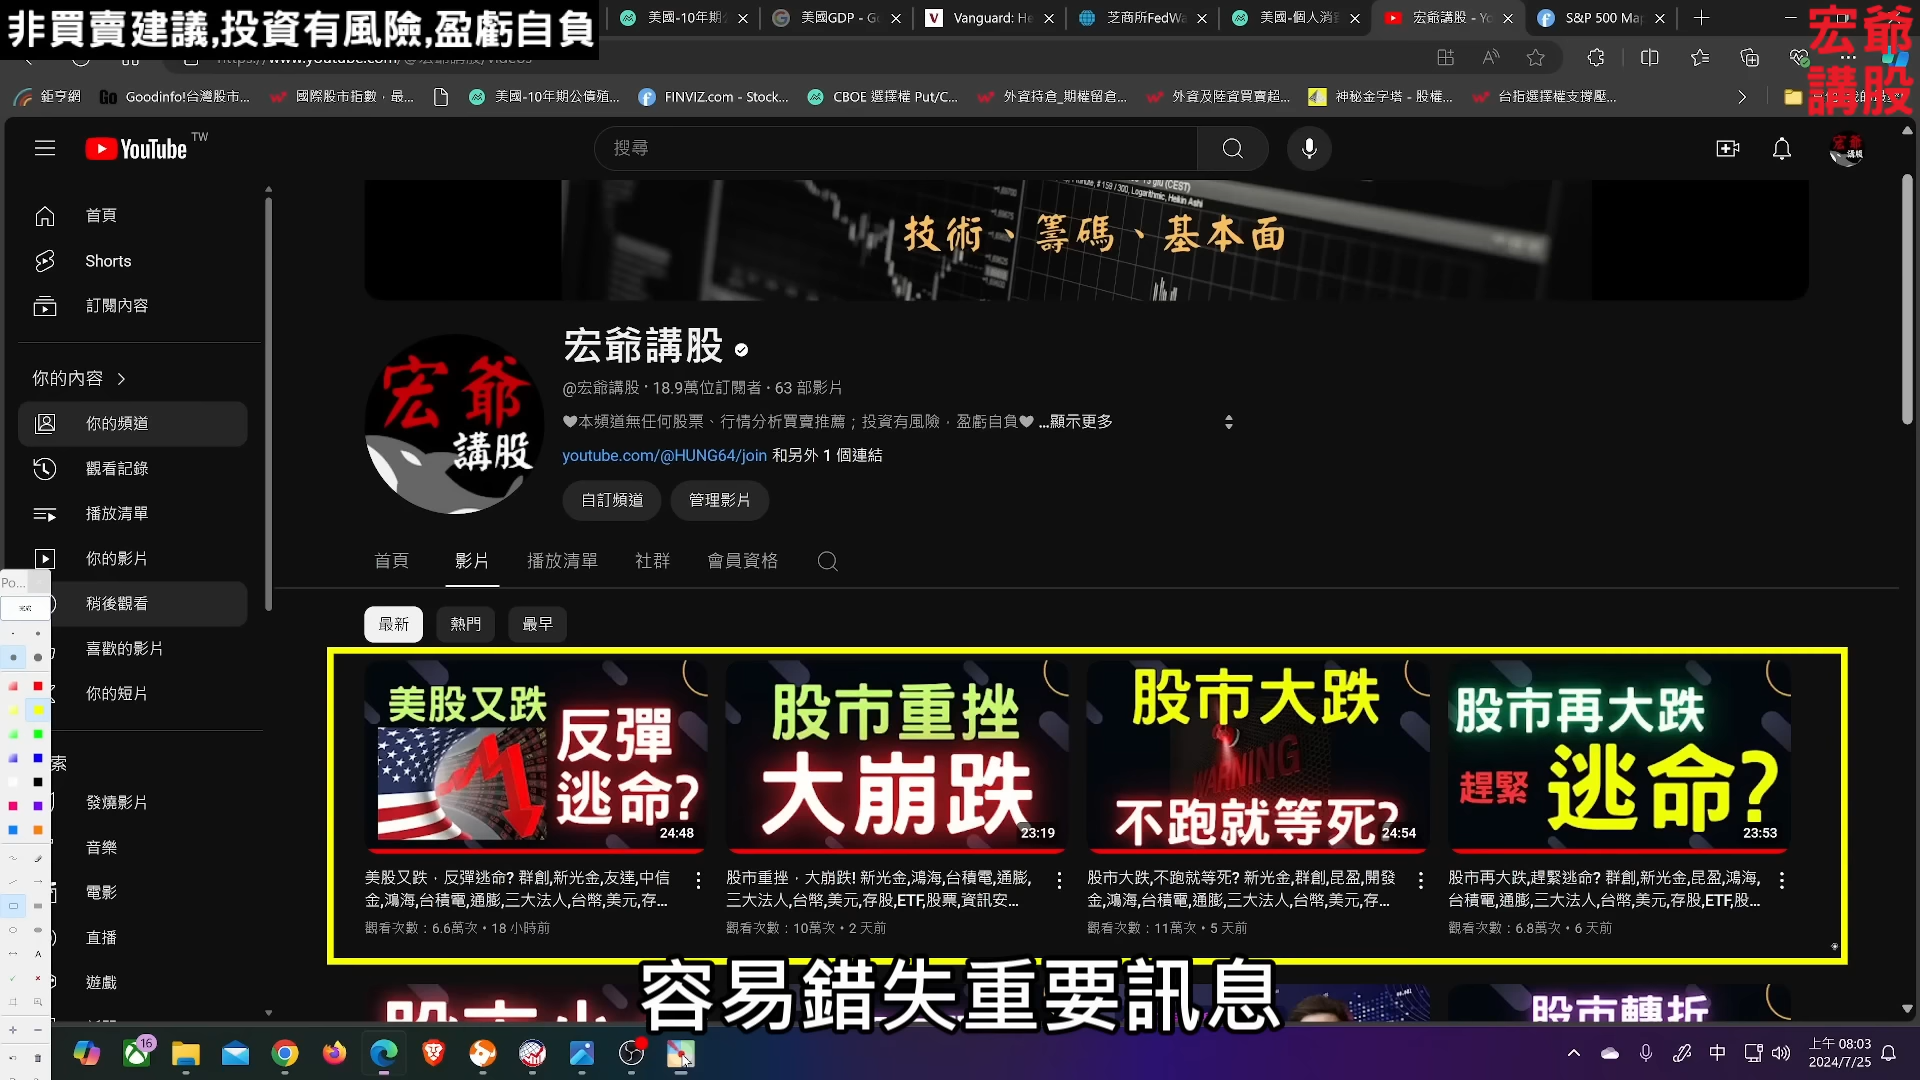 非買賣建議,投資有風險,盈虧自負
美國-10年期
美國GDP - G
Vanguard: He
芝商所FedWa
美國-個人消
宏爺講股 - Yo
S&P 500 Map
宏爺
講股
鉅亨網
Goodinfo!台灣股市...
國際股市指數 · 最...
美國-10年期公債殖...
FINVIZ.com - Stock...
CBOE 選擇權 Put/C...
外資持倉_期權留倉...
外資及陸資買賣超...
神秘金字塔 - 股權...
台指選擇權支撐壓...
YouTube TW
搜尋
首頁
Shorts
訂閱內容
你的內容
你的頻道
觀看記錄
播放清單
你的影片
稍後觀看
喜歡的影片
你的短片
索
發燒影片
音樂
電影
直播
遊戲
技術、籌碼、基本面
宏爺
講股
宏爺講股
@宏爺講股 · 18.9萬位訂閱者 · 63 部影片
♥本頻道無任何股票、行情分析買賣推薦；投資有風險，盈虧自負♥ ...顯示更多
youtube.com/@HUNG64/join 和另外 1 個連結
自訂頻道
管理影片
首頁
影片
播放清單
社群
會員資格
最新
熱門
最早
美股又跌
反彈
逃命?
24:48
股市重挫
大崩跌
23:19
股市大跌
WARNING
不跑就等死?
24:54
股市再大跌
趕緊
逃命?
23:53
美股又跌，反彈逃命? 群創,新光金,友達,中信
金,鴻海,台積電,通膨,三大法人,台幣,美元,存...
觀看次數：6.6萬次 · 18 小時前
股市重挫，大崩跌! 新光金,鴻海,台積電,通膨,
三大法人,台幣,美元,存股,ETF,股票,資訊安...
觀看次數：10萬次 · 2 天前
股市大跌,不跑就等死? 新光金,群創,昆盈,開發
金,鴻海,台積電,通膨,三大法人,台幣,美元,存...
觀看次數：11萬次 · 5 天前
股市再大跌,趕緊逃命? 群創,新光金,昆盈,鴻海,
台積電,通膨,三大法人,台幣,美元,存股,ETF,股...
觀看次數：6.8萬次 · 6 天前
股市轉折
容易錯失重要訊息
Po...
16
中
上午 08:03
2024/7/25